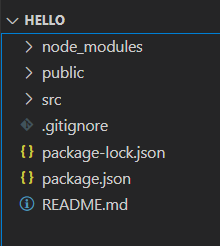 HELLO
node_modules
public
src
.gitignore
package-lock.json
package.json
README.md